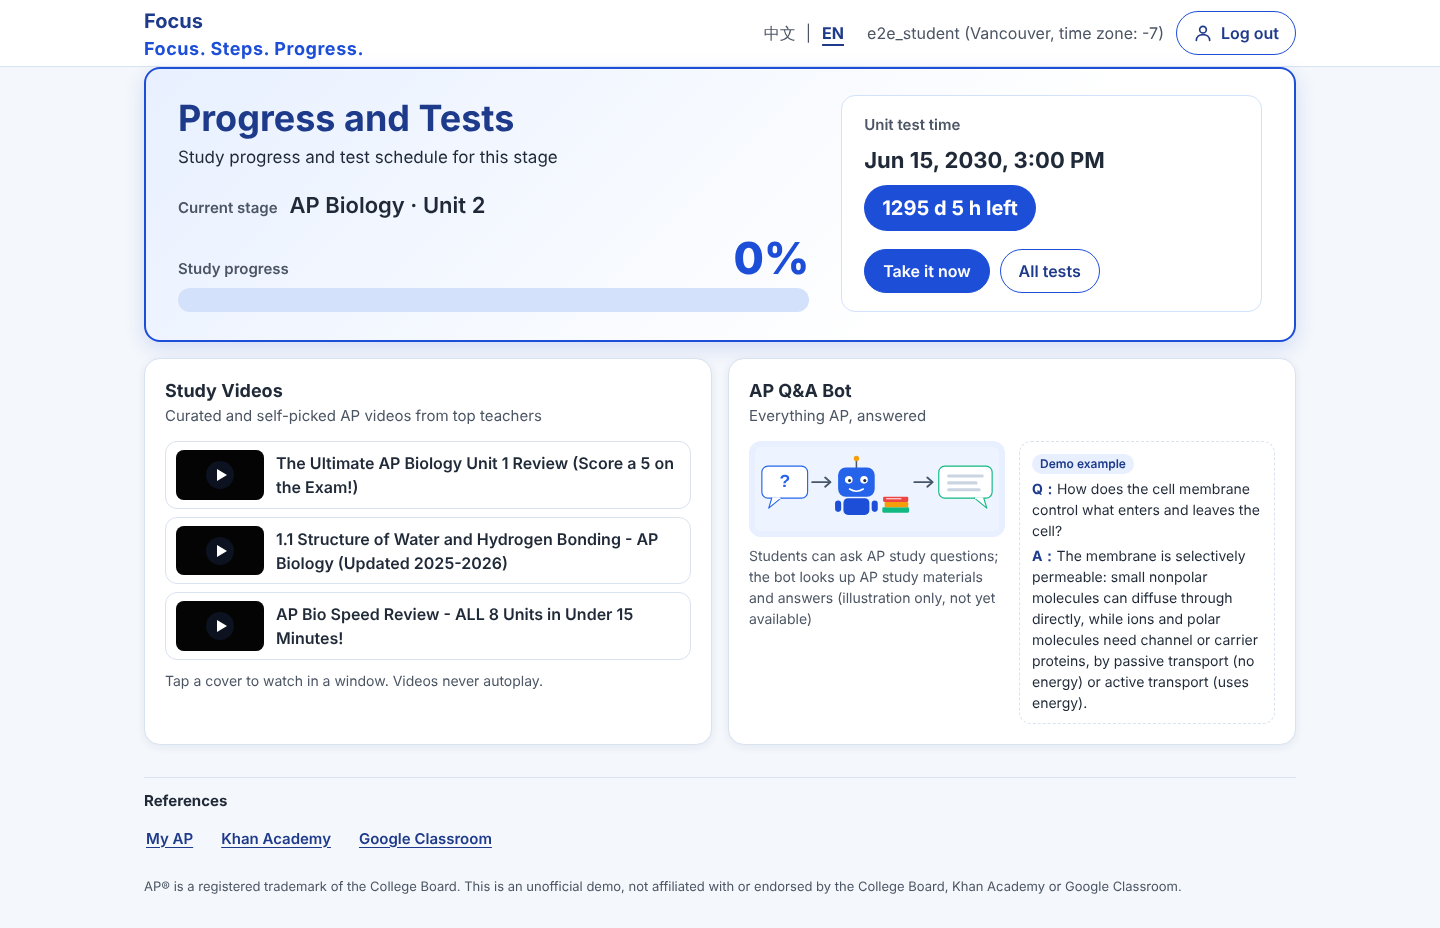 Focus
Focus. Steps. Progress.
中文 | EN
e2e_student (Vancouver, time zone: -7)
Log out
Progress and Tests
Study progress and test schedule for this stage
Current stage AP Biology · Unit 2
Study progress
0%
Unit test time
Jun 15, 2030, 3:00 PM
1295 d 5 h left
Take it now
All tests
Study Videos
Curated and self-picked AP videos from top teachers
The Ultimate AP Biology Unit 1 Review (Score a 5 on
the Exam!)
1.1 Structure of Water and Hydrogen Bonding - AP
Biology (Updated 2025-2026)
AP Bio Speed Review - ALL 8 Units in Under 15
Minutes!
Tap a cover to watch in a window. Videos never autoplay.
AP Q&A Bot
Everything AP, answered
?
Students can ask AP study questions;
the bot looks up AP study materials
and answers (illustration only, not yet
available)
Demo example
Q：How does the cell membrane
control what enters and leaves the
cell?
A：The membrane is selectively
permeable: small nonpolar
molecules can diffuse through
directly, while ions and polar
molecules need channel or carrier
proteins, by passive transport (no
energy) or active transport (uses
energy).
References
My AP
Khan Academy
Google Classroom
AP® is a registered trademark of the College Board. This is an unofficial demo, not affiliated with or endorsed by the College Board, Khan Academy or Google Classroom.